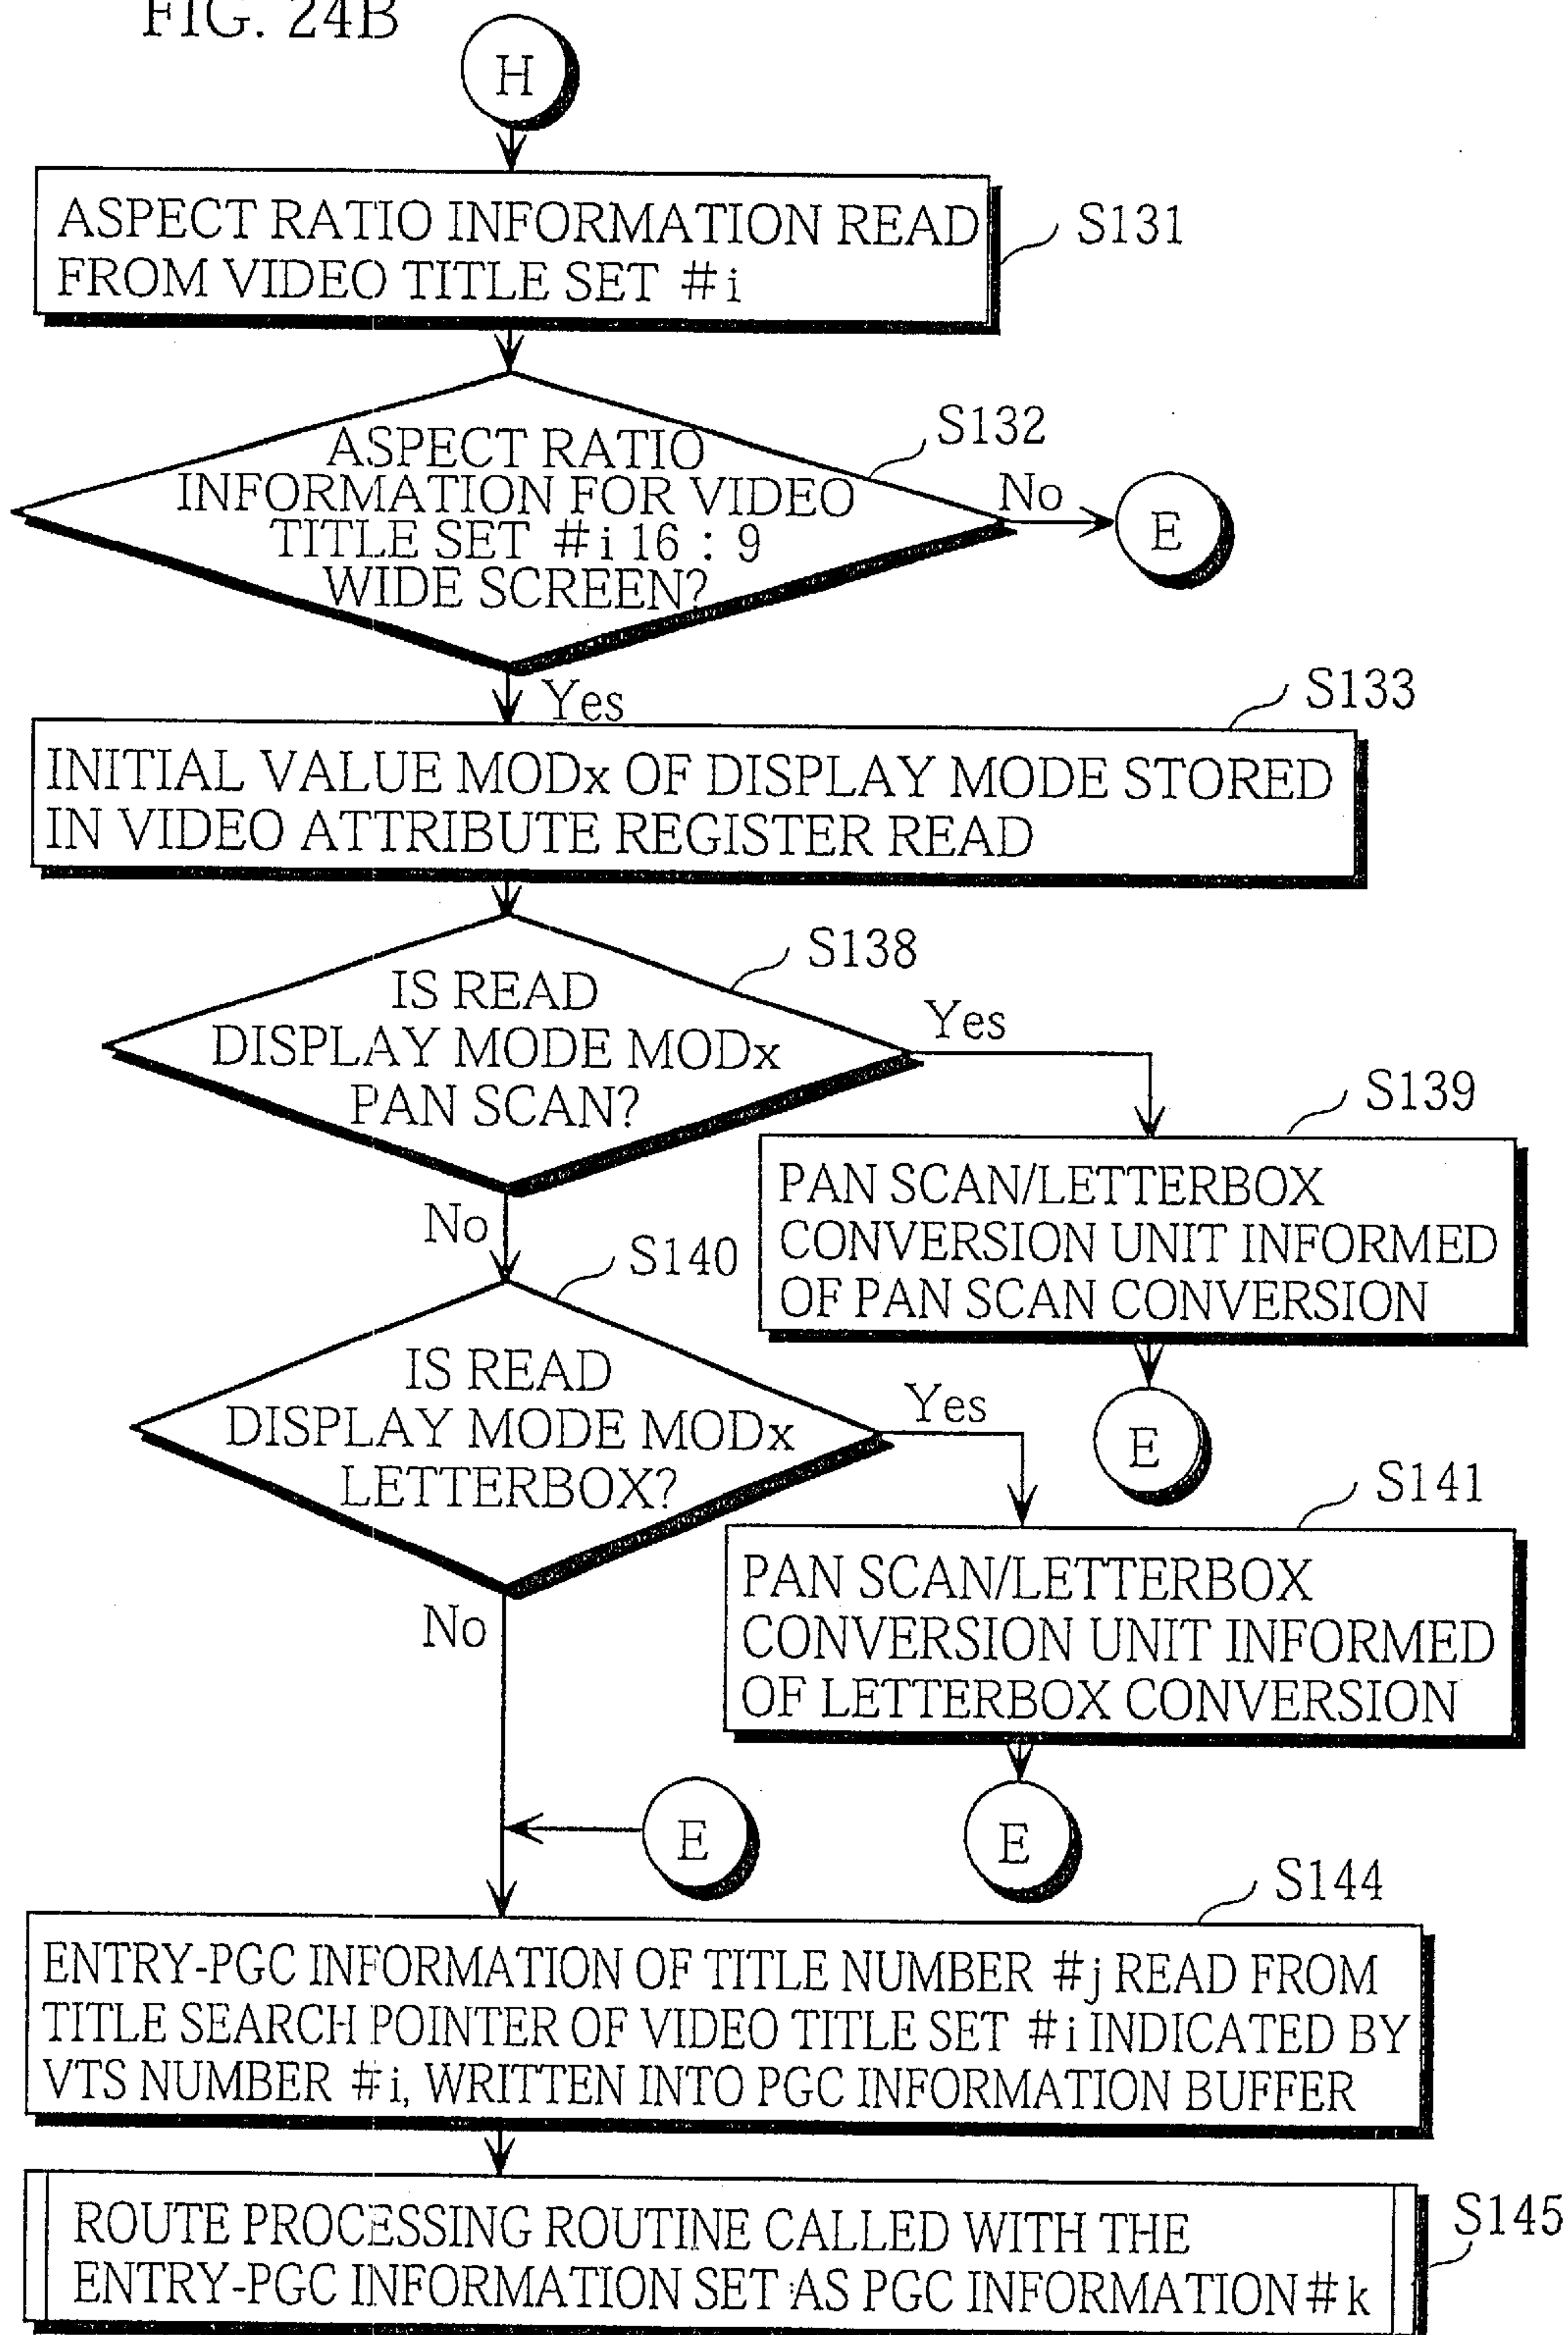 FIG. 24B
H
ASPECT RATIO INFORMATION READ
FROM VIDEO TITLE SET #i
S131
ASPECT RATIO
INFORMATION FOR VIDEO
TITLE SET #i 16 : 9
WIDE SCREEN?
S132
No
E
Yes
S133
INITIAL VALUE MODx OF DISPLAY MODE STORED
IN VIDEO ATTRIBUTE REGISTER READ
S138
IS READ
DISPLAY MODE MODx
PAN SCAN?
Yes
S139
PAN SCAN/LETTERBOX
CONVERSION UNIT INFORMED
OF PAN SCAN CONVERSION
E
No
S140
IS READ
DISPLAY MODE MODx
LETTERBOX?
Yes
S141
PAN SCAN/LETTERBOX
CONVERSION UNIT INFORMED
OF LETTERBOX CONVERSION
E
No
E
S144
ENTRY-PGC INFORMATION OF TITLE NUMBER #j READ FROM
TITLE SEARCH POINTER OF VIDEO TITLE SET #i INDICATED BY
VTS NUMBER #i, WRITTEN INTO PGC INFORMATION BUFFER
ROUTE PROCESSING ROUTINE CALLED WITH THE
ENTRY-PGC INFORMATION SET AS PGC INFORMATION #k
S145